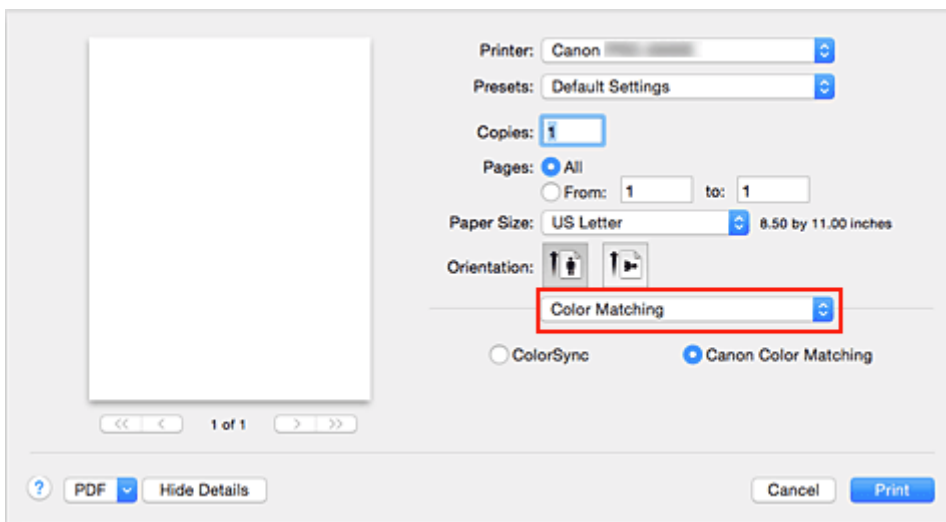 Printer: Canon
Presets: Default Settings
Copies: 1
Pages: All
From: 1 to: 1
Paper Size: US Letter 8.50 by 11.00 inches
Orientation:
Color Matching
ColorSync Canon Color Matching
<< < 1 of 1 > >>
? PDF Hide Details Cancel Print